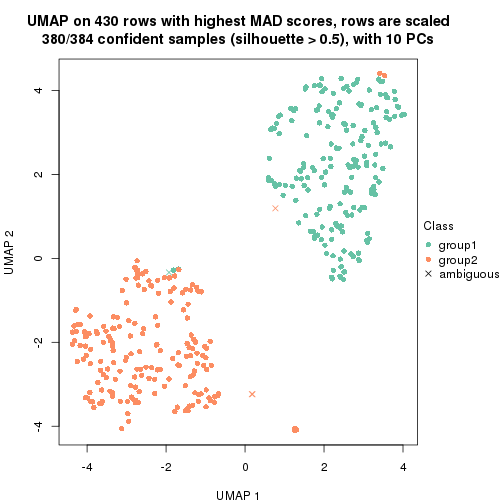 UMAP on 430 rows with highest MAD scores, rows are scaled
380/384 confident samples (silhouette > 0.5), with 10 PCs
4
2
0
-2
-4
UMAP 2
-4
-2
0
2
4
UMAP 1
Class
group1
group2
ambiguous